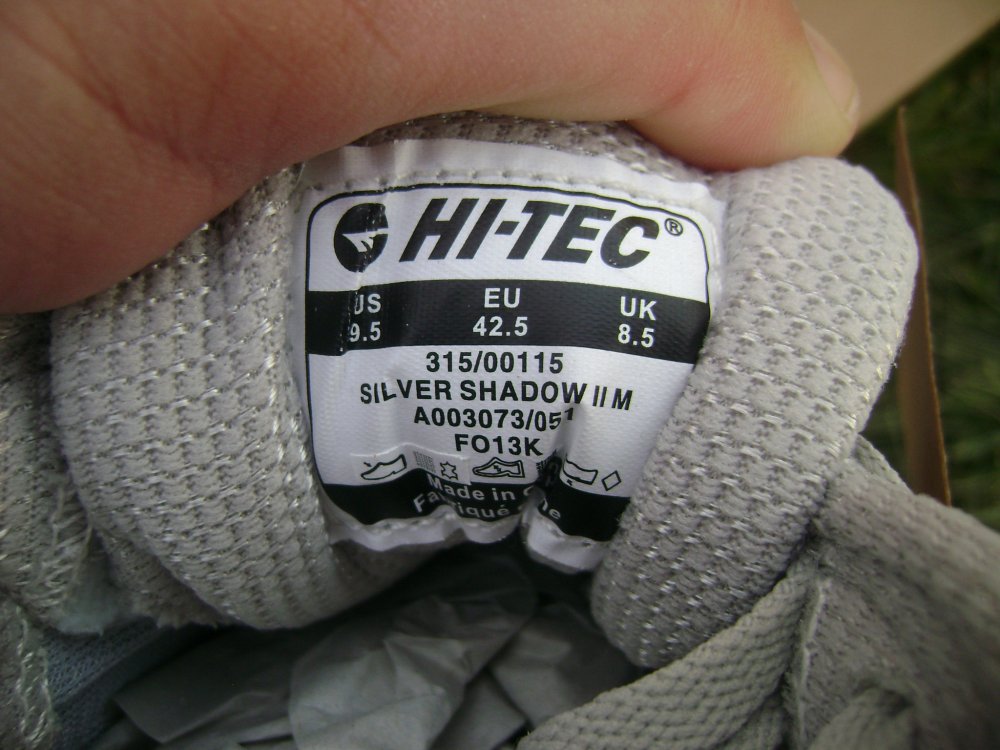 HI-TEC®
US EU UK
9.5 42.5 8.5
315/00115
SILVER SHADOW II M
A003073/051
FO13K
Made in